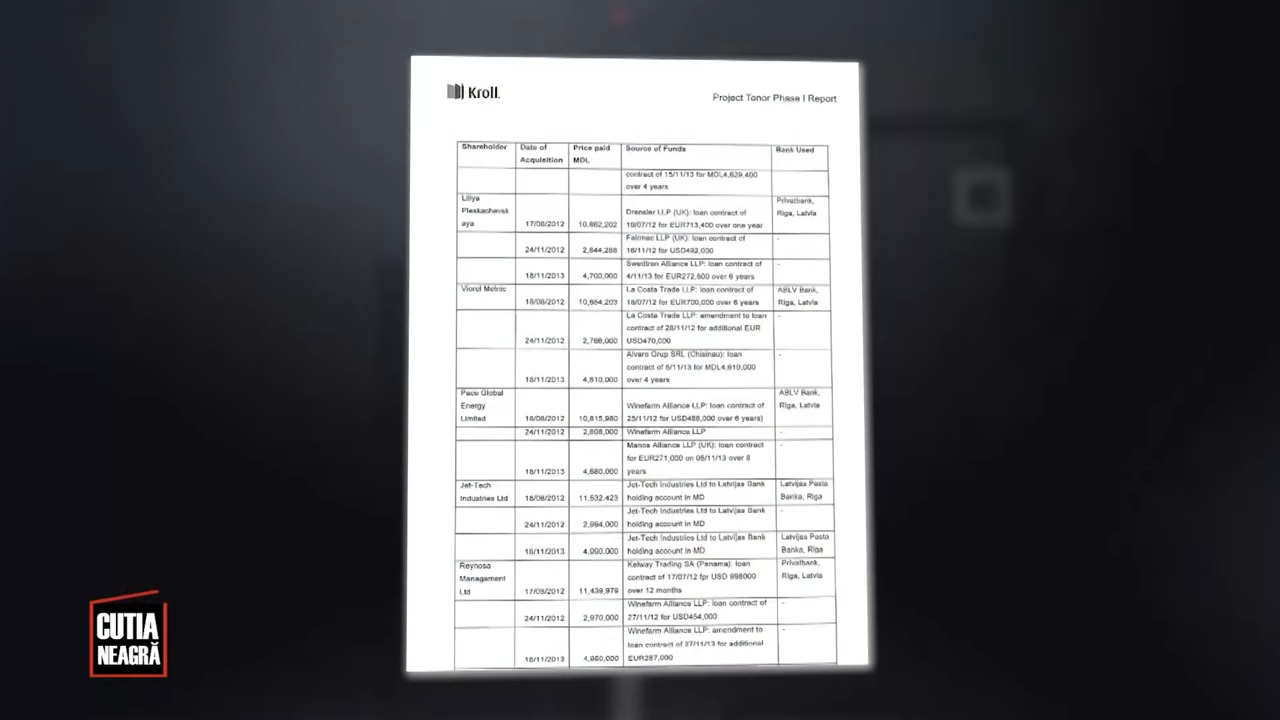 Kroll.
Project Tenor Phase I Report
Shareholder
Date of
Acquisition
Price paid
MDL
Source of Funds
Bank Used
contract of 15/11/13 for MDL4,629,400
over 4 years
Liliya
Pleskachevsk
aya
17/08/2012
10,862,202
Drensler LLP (UK): loan contract of
19/07/12 for EUR713,400 over one year
Privatbank,
Riga, Latvia
24/11/2012
2,844,288
Fairmec LLP (UK): loan contract of
16/11/12 for USD492,000
-
18/11/2013
4,700,000
Swedtron Alliance LLP: loan contract of
4/11/13 for EUR272,600 over 6 years
-
Viorel Melnic
18/08/2012
10,654,203
La Costa Trade LLP: loan contract of
18/07/12 for EUR700,000 over 6 years
ABLV Bank,
Riga, Latvia
24/11/2012
2,768,000
La Costa Trade LLP: amendment to loan
contract of 28/11/12 for additional EUR
USD470,000
-
18/11/2013
4,610,000
Alvaro Grup SRL (Chisinau): loan
contract of 5/11/13 for MDL4,610,000
over 4 years
-
Pace Global
Energy
Limited
18/08/2012
10,815,980
Winefarm Alliance LLP: loan contract of
25/11/12 for USD488,000 over 6 years)
ABLV Bank,
Riga, Latvia
24/11/2012
2,808,000
Winefarm Alliance LLP
-
18/11/2013
4,680,000
Manos Alliance LLP (UK): loan contract
for EUR271,000 on 05/11/13 over 8
years
-
Jet-Tech
Industries Ltd
18/08/2012
11,532,423
Jet-Tech Industries Ltd to Latvijas Bank
holding account in MD
Latvijas Pasta
Banka, Riga
24/11/2012
2,994,000
Jet-Tech Industries Ltd to Latvijas Bank
holding account in MD
-
18/11/2013
4,990,000
Jet-Tech Industries Ltd to Latvijas Bank
holding account in MD
Latvijas Pasta
Banka, Riga
Reynosa
Management
Ltd
17/08/2012
11,439,979
Kelway Trading SA (Panama): loan
contract of 17/07/12 for USD 998000
over 12 months
Privatbank,
Riga, Latvia
24/11/2012
2,970,000
Winefarm Alliance LLP: loan contract of
27/11/12 for USD454,000
-
18/11/2013
4,950,000
Winefarm Alliance LLP: amendment to
loan contract of 27/11/13 for additional
EUR287,000
-
CUTIA
NEAGRĂ